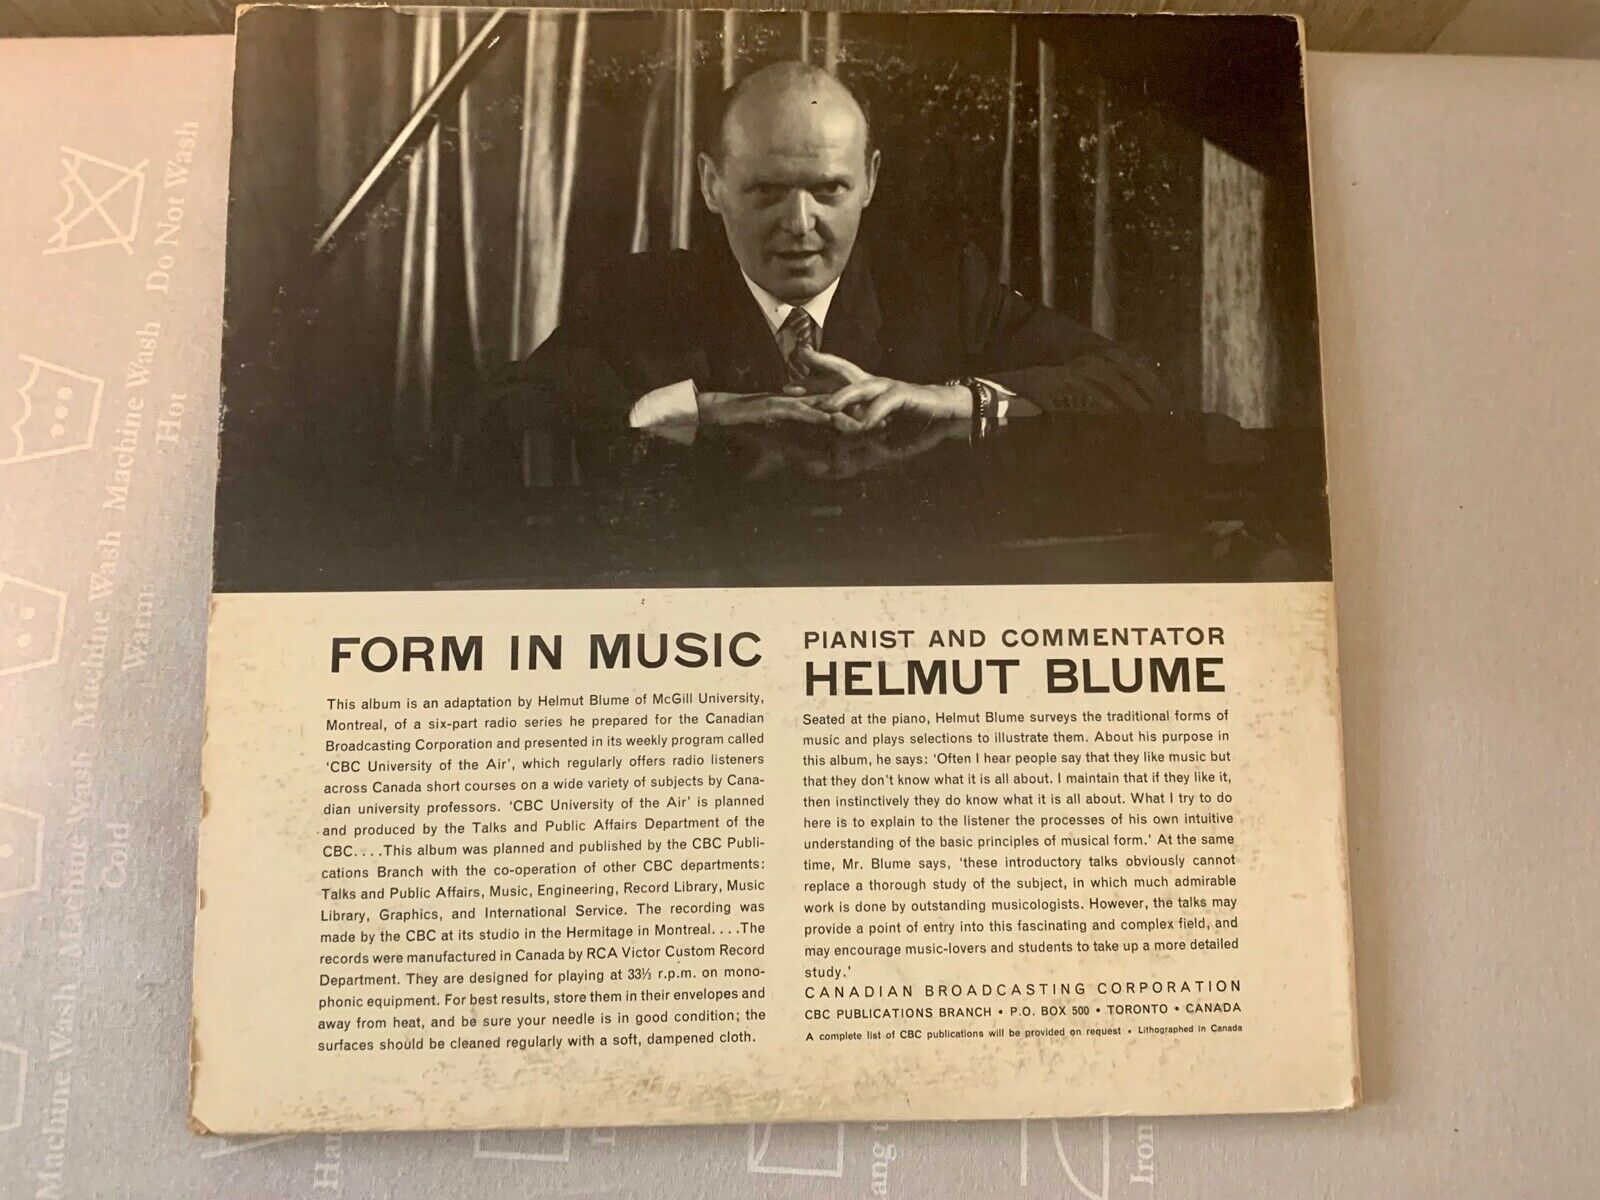 FORM IN MUSIC
This album is an adaptation by Helmut Blume of McGill University,
Montreal, of a six-part radio series he prepared for the Canadian
Broadcasting Corporation and presented in its weekly program called
‘CBC University of the Air’, which regularly offers radio listeners
across Canada short courses on a wide variety of subjects by Cana-
dian university professors. ‘CBC University of the Air’ is planned
and produced by the Talks and Public Affairs Department of the
CBC....This album was planned and published by the CBC Publi-
cations Branch with the co-operation of other CBC departments:
Talks and Public Affairs, Music, Engineering, Record Library, Music
Library, Graphics, and International Service. The recording was
made by the CBC at its studio in the Hermitage in Montreal....The
records were manufactured in Canada by RCA Victor Custom Record
Department. They are designed for playing at 33⅓ r.p.m. on mono-
phonic equipment. For best results, store them in their envelopes and
away from heat, and be sure your needle is in good condition; the
surfaces should be cleaned regularly with a soft, dampened cloth.
PIANIST AND COMMENTATOR
HELMUT BLUME
Seated at the piano, Helmut Blume surveys the traditional forms of
music and plays selections to illustrate them. About his purpose in
this album, he says: ‘Often I hear people say that they like music but
that they don’t know what it is all about. I maintain that if they like it,
then instinctively they do know what it is all about. What I try to do
here is to explain to the listener the processes of his own intuitive
understanding of the basic principles of musical form.’ At the same
time, Mr. Blume says, ‘these introductory talks obviously cannot
replace a thorough study of the subject, in which much admirable
work is done by outstanding musicologists. However, the talks may
provide a point of entry into this fascinating and complex field, and
may encourage music-lovers and students to take up a more detailed
study.’
CANADIAN BROADCASTING CORPORATION
CBC PUBLICATIONS BRANCH • P.O. BOX 500 • TORONTO • CANADA
A complete list of CBC publications will be provided on request • Lithographed in Canada
Do Not Wash
Machine Wash
Hot
Machine Wash
Warm
Machine Wash
Cold
Machine Wash
Machine Wash
Iron